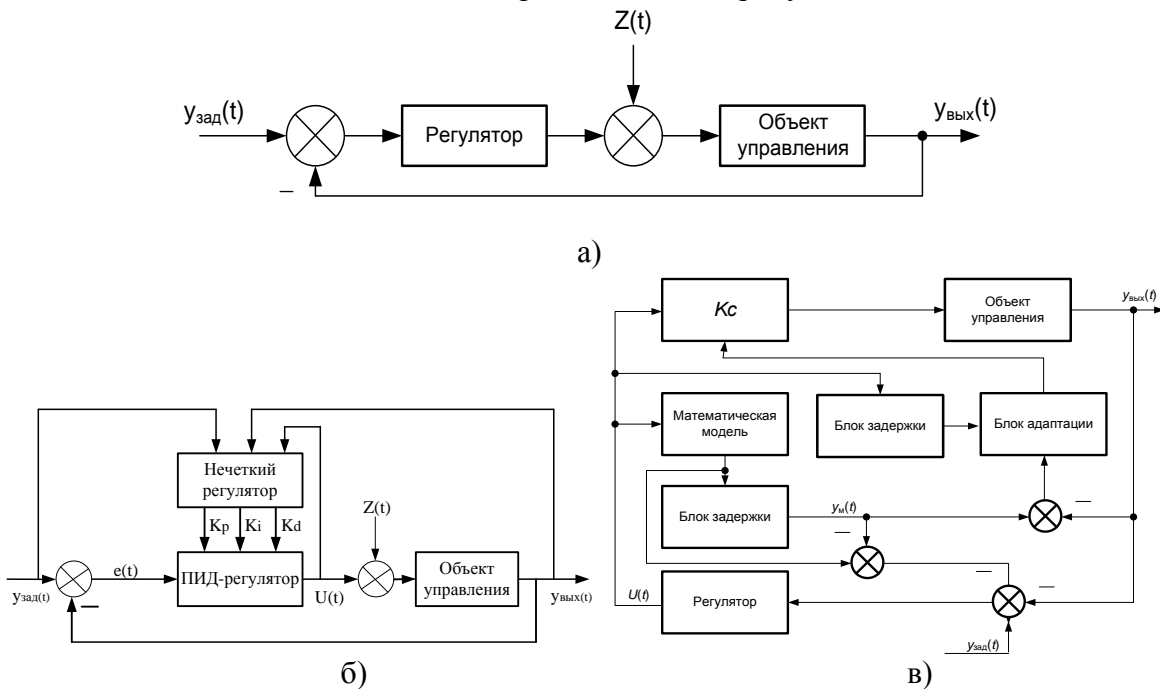 Z(t)
yзад(t)
Регулятор
Объект
управления
yвых(t)
–
а)
Kc
Объект
управления
yвых(t)
Математическая
модель
Блок задержки
Блок адаптации
Блок задержки
yм(t)
–
–
–
–
U(t)
Регулятор
yзад(t)
в)
Нечеткий
регулятор
Kp
Ki
Kd
Z(t)
e(t)
ПИД-регулятор
Объект
управления
yзад(t)
–
U(t)
yвых(t)
б)